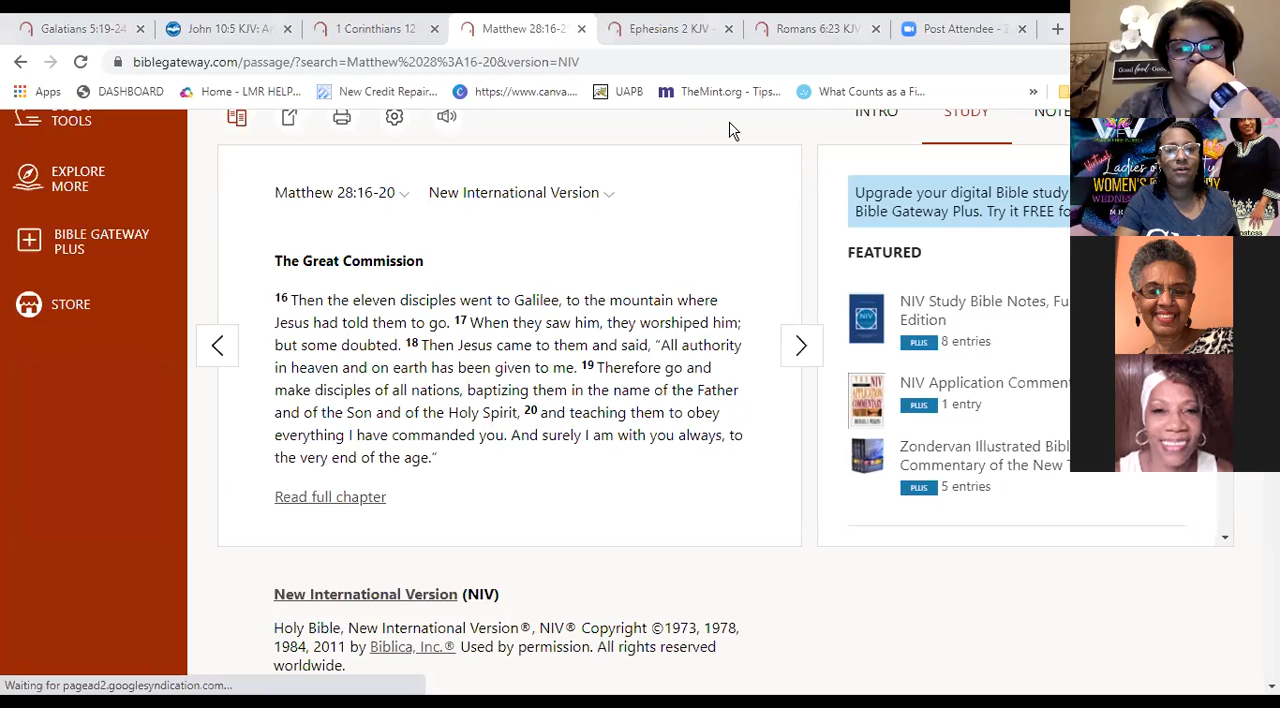 Galatians 5:19-24
John 10:5 KJV: A
1 Corinthians 12
Matthew 28:16-2
Ephesians 2 KJV -
Romans 6:23 KJV
Post Attendee - Z
biblegateway.com/passage/?search=Matthew%2028%3A16-20&version=NIV
Apps
DASHBOARD
Home - LMR HELP...
New Credit Repair...
https://www.canva....
UAPB
TheMint.org - Tips...
What Counts as a Fi...
»
TOOLS
EXPLORE
MORE
BIBLE GATEWAY
PLUS
STORE
INTRO
STUDY
NOTE
Matthew 28:16-20
New International Version
The Great Commission
16 Then the eleven disciples went to Galilee, to the mountain where
Jesus had told them to go. 17 When they saw him, they worshiped him;
but some doubted. 18 Then Jesus came to them and said, “All authority
in heaven and on earth has been given to me. 19 Therefore go and
make disciples of all nations, baptizing them in the name of the Father
and of the Son and of the Holy Spirit, 20 and teaching them to obey
everything I have commanded you. And surely I am with you always, to
the very end of the age.”
Read full chapter
Upgrade your digital Bible study
Bible Gateway Plus. Try it FREE fo
FEATURED
NIV Study Bible Notes, Fu
Edition
PLUS 8 entries
NIV Application Comment
PLUS 1 entry
Zondervan Illustrated Bibl
Commentary of the New T
PLUS 5 entries
New International Version (NIV)
Holy Bible, New International Version®, NIV® Copyright ©1973, 1978,
1984, 2011 by Biblica, Inc.® Used by permission. All rights reserved
worldwide.
Waiting for pagead2.googlesyndication.com...
Good food - Good
Virtual
Ladies o
WOMEN'S
WEDNES